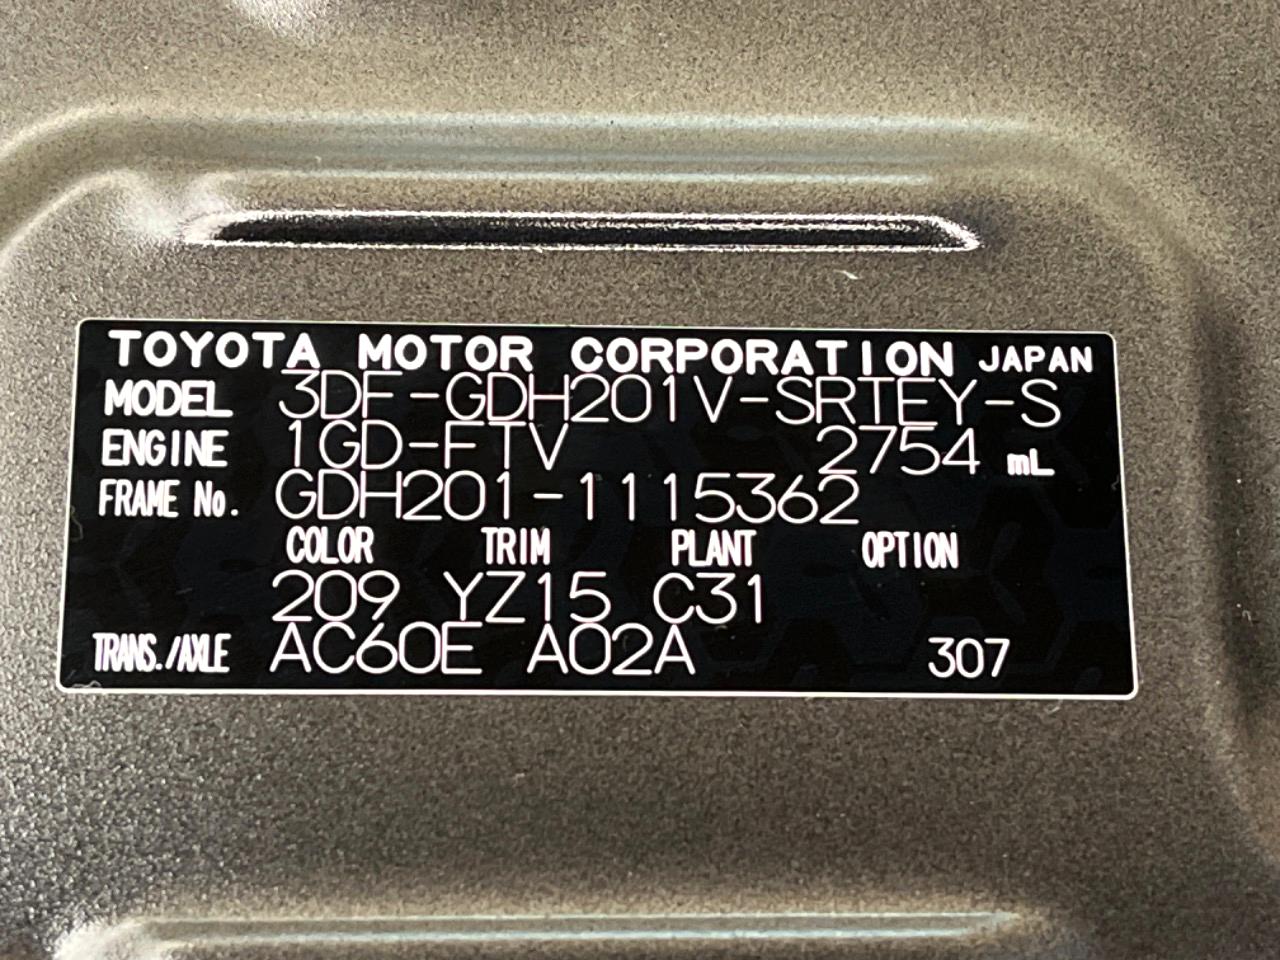 TOYOTA MOTOR CORPORATION JAPAN
MODEL 3DF-GDH201V-SRTEY-S
ENGINE 1GD-FTV 2754 mL
FRAME No. GDH201-1115362
COLOR TRIM PLANT OPTION
209 YZ15 C31
TRANS./AXLE AC60E A02A 307